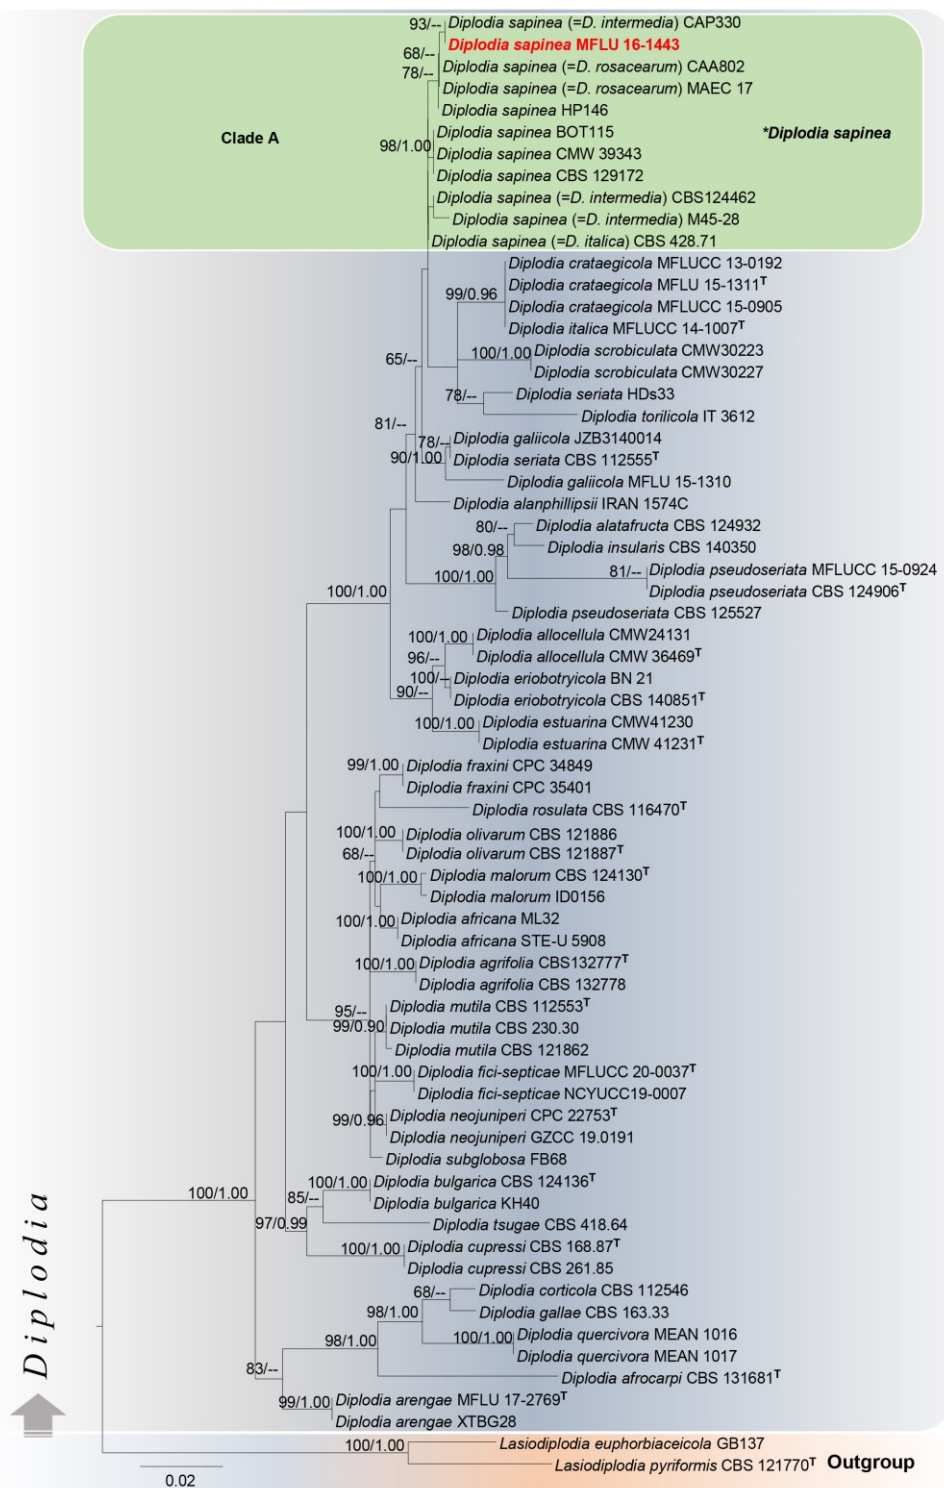 93/--
Diplodia sapinea (=D. intermedia) CAP330
Diplodia sapinea MFLU 16-1443
68/--
Diplodia sapinea (=D. rosacearum) CAA802
78/--
Diplodia sapinea (=D. rosacearum) MAEC 17
Diplodia sapinea HP146
Clade A
Diplodia sapinea BOT115
*Diplodia sapinea
98/1.00
Diplodia sapinea CMW 39343
Diplodia sapinea CBS 129172
Diplodia sapinea (=D. intermedia) CBS124462
Diplodia sapinea (=D. intermedia) M45-28
Diplodia sapinea (=D. italica) CBS 428.71
Diplodia crataegicola MFLUCC 13-0192
Diplodia crataegicola MFLU 15-1311T
99/0.96
Diplodia crataegicola MFLUCC 15-0905
Diplodia italica MFLUCC 14-1007T
100/1.00
Diplodia scrobiculata CMW30223
65/--
Diplodia scrobiculata CMW30227
78/--
Diplodia seriata HDs33
Diplodia torilicola IT 3612
81/--
78/--
Diplodia galiicola JZB3140014
90/1.00
Diplodia seriata CBS 112555T
Diplodia galiicola MFLU 15-1310
Diplodia alanphillipsii IRAN 1574C
80/--
Diplodia alatafructa CBS 124932
98/0.98
Diplodia insularis CBS 140350
81/--
Diplodia pseudoseriata MFLUCC 15-0924
100/1.00
Diplodia pseudoseriata CBS 124906T
100/1.00
Diplodia pseudoseriata CBS 125527
100/1.00
Diplodia allocellula CMW24131
96/--
Diplodia allocellula CMW 36469T
100/--
Diplodia eriobotryicola BN 21
90/--
Diplodia eriobotryicola CBS 140851T
100/1.00
Diplodia estuarina CMW41230
Diplodia estuarina CMW 41231T
99/1.00
Diplodia fraxini CPC 34849
Diplodia fraxini CPC 35401
Diplodia rosulata CBS 116470T
100/1.00
Diplodia olivarum CBS 121886
68/--
Diplodia olivarum CBS 121887T
100/1.00
Diplodia malorum CBS 124130T
Diplodia malorum ID0156
100/1.00
Diplodia africana ML32
Diplodia africana STE-U 5908
100/1.00
Diplodia agrifolia CBS132777T
Diplodia agrifolia CBS 132778
95/--
Diplodia mutila CBS 112553T
99/0.90
Diplodia mutila CBS 230.30
Diplodia mutila CBS 121862
100/1.00
Diplodia fici-septicae MFLUCC 20-0037T
Diplodia fici-septicae NCYUCC19-0007
99/0.96
Diplodia neojuniperi CPC 22753T
Diplodia neojuniperi GZCC 19.0191
Diplodia subglobosa FB68
100/1.00
100/1.00
Diplodia bulgarica CBS 124136T
85/--
Diplodia bulgarica KH40
97/0.99
Diplodia tsugae CBS 418.64
100/1.00
Diplodia cupressi CBS 168.87T
Diplodia cupressi CBS 261.85
68/--
Diplodia corticola CBS 112546
98/1.00
Diplodia gallae CBS 163.33
100/1.00
Diplodia quercivora MEAN 1016
98/1.00
Diplodia quercivora MEAN 1017
83/--
Diplodia afrocarpi CBS 131681T
99/1.00
Diplodia arengae MFLU 17-2769T
Diplodia arengae XTBG28
Diplodia
100/1.00
Lasiodiplodia euphorbiaceicola GB137
Lasiodiplodia pyriformis CBS 121770T
Outgroup
0.02